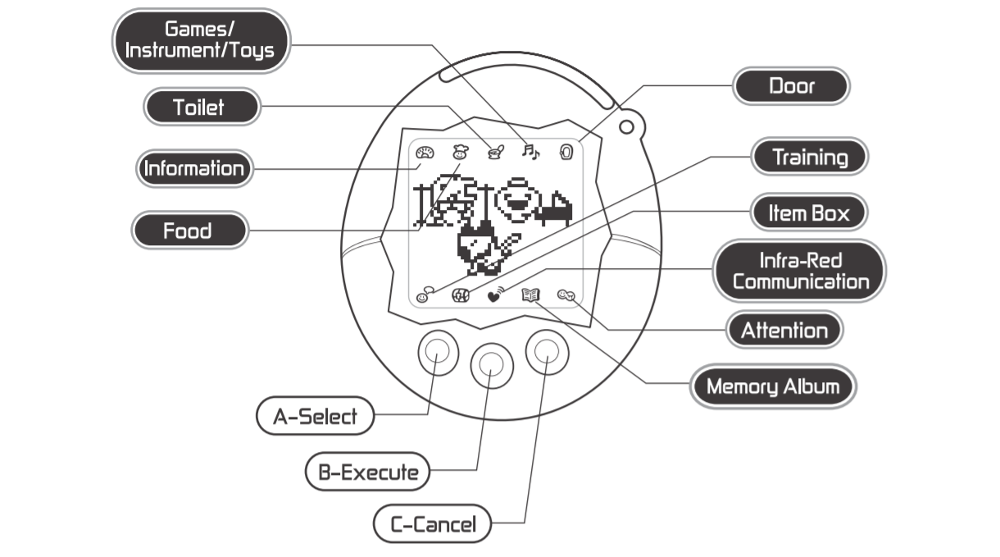 Games/
Instrument/Toys
Toilet
Information
Food
Door
Training
Item Box
Infra-Red
Communication
Attention
Memory Album
A-Select
B-Execute
C-Cancel